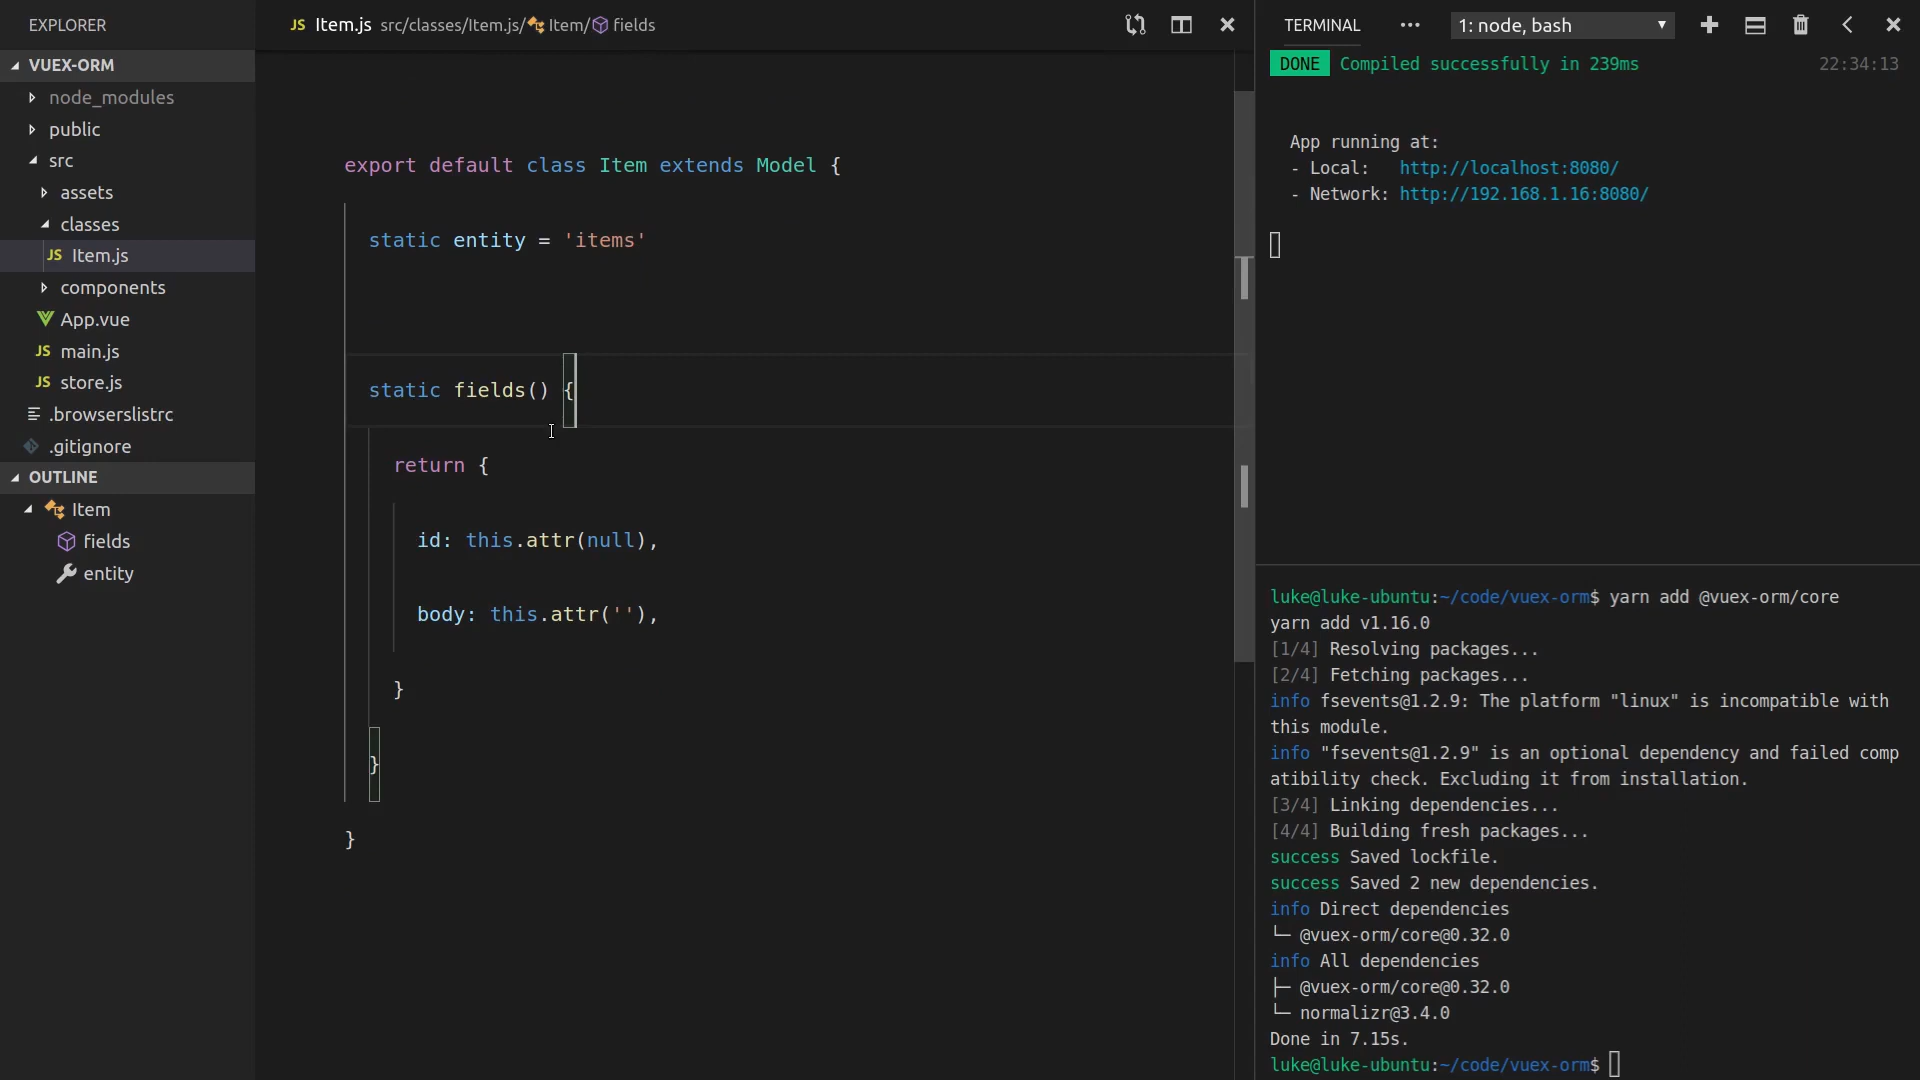 EXPLORER
VUEX-ORM
node_modules
public
src
assets
classes
JS Item.js
components
App.vue
JS main.js
JS store.js
.browserslistrc
.gitignore
OUTLINE
Item
fields
entity
JS Item.js src/classes/Item.js/ Item/ fields
export default class Item extends Model {
static entity = 'items'
static fields() {
return {
id: this.attr(null),
body: this.attr(''),
}
}
}
TERMINAL ··· 1: node, bash
DONE Compiled successfully in 239ms 22:34:13
App running at:
- Local: http://localhost:8080/
- Network: http://192.168.1.16:8080/
luke@luke-ubuntu:~/code/vuex-orm$ yarn add @vuex-orm/core
yarn add v1.16.0
[1/4] Resolving packages...
[2/4] Fetching packages...
info fsevents@1.2.9: The platform "linux" is incompatible with
this module.
info "fsevents@1.2.9" is an optional dependency and failed comp
atibility check. Excluding it from installation.
[3/4] Linking dependencies...
[4/4] Building fresh packages...
success Saved lockfile.
success Saved 2 new dependencies.
info Direct dependencies
└─ @vuex-orm/core@0.32.0
info All dependencies
├─ @vuex-orm/core@0.32.0
└─ normalizr@3.4.0
Done in 7.15s.
luke@luke-ubuntu:~/code/vuex-orm$